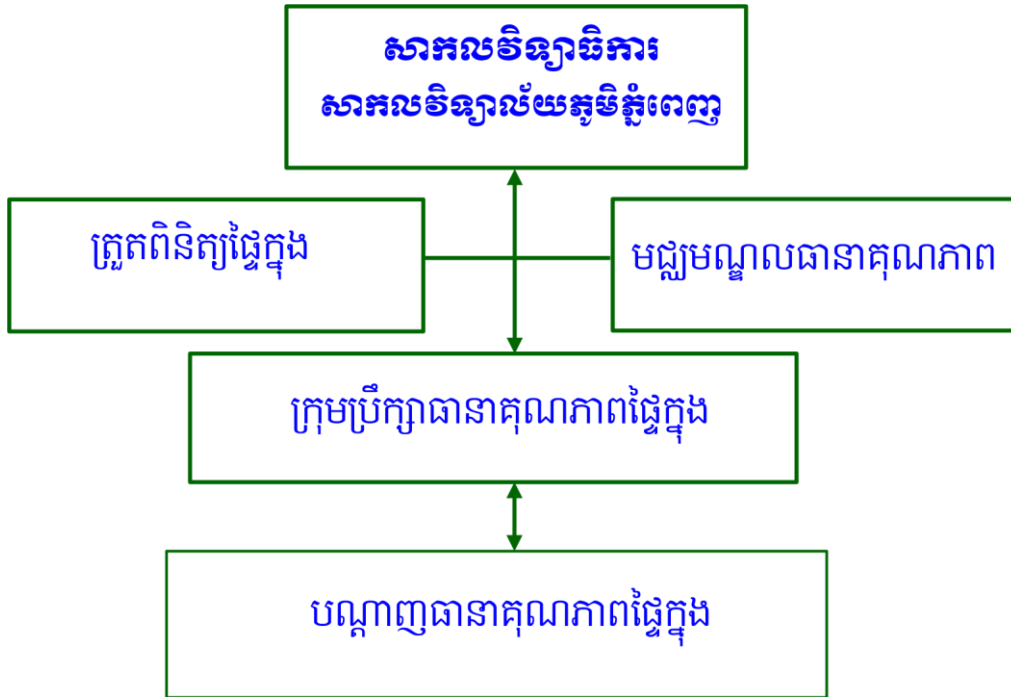 សាកលវិទ្យាធិការ
សាកលវិទ្យាល័យភូមិភ្នំពេញ
ត្រួតពិនិត្យផ្ទៃក្នុង
មជ្ឈមណ្ឌលធានាគុណភាព
ក្រុមប្រឹក្សាធានាគុណភាពផ្ទៃក្នុង
បណ្តាញធានាគុណភាពផ្ទៃក្នុង